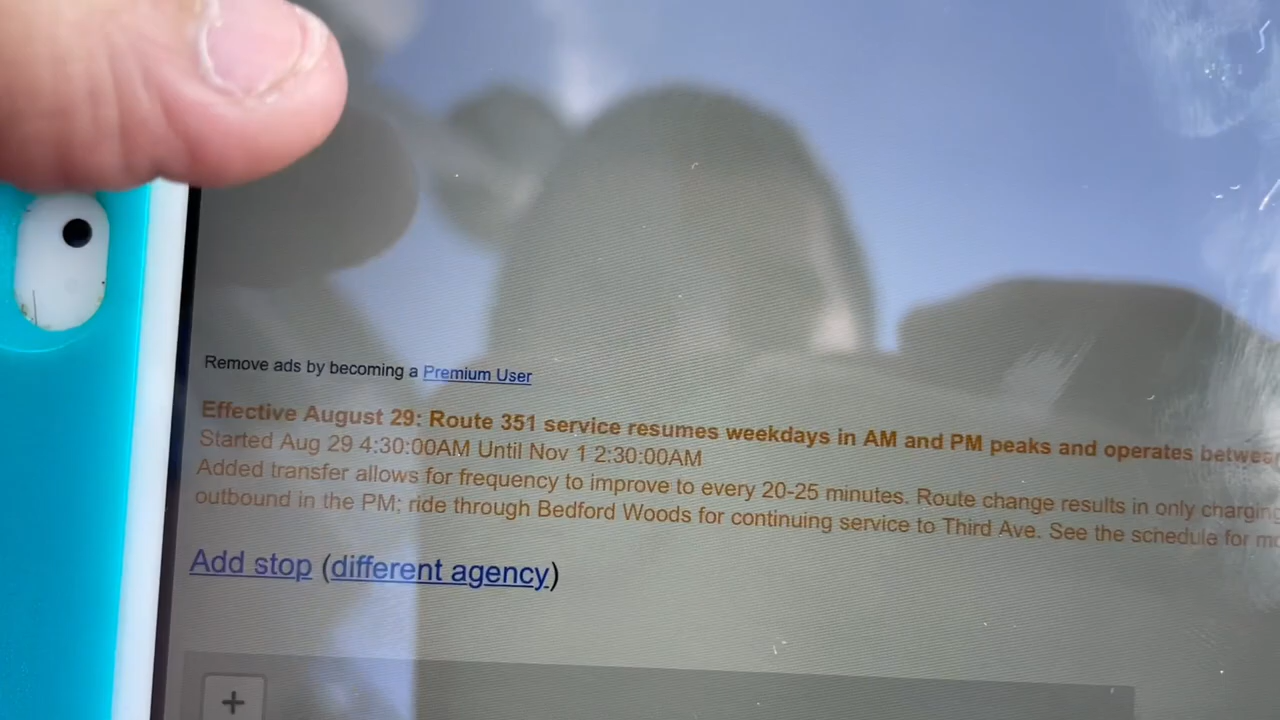 Remove ads by becoming a Premium User
Effective August 29: Route 351 service resumes weekdays in AM and PM peaks and operates between
Started Aug 29 4:30:00AM Until Nov 1 2:30:00AM
Added transfer allows for frequency to improve to every 20-25 minutes. Route change results in only charging
outbound in the PM; ride through Bedford Woods for continuing service to Third Ave. See the schedule for
Add stop (different agency)
+